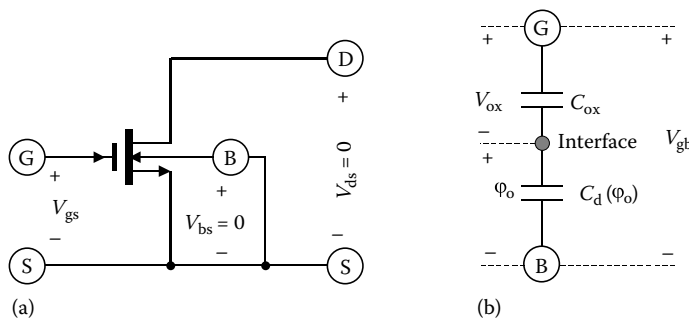 D
+
G
+
V_gs
−
B
+
V_bs = 0
−
V_ds = 0
−
S
S
(a)
G
+
+
V_ox
C_ox
−
Interface
V_gb
+
φ_o
C_d(φ_o)
−
−
B
(b)